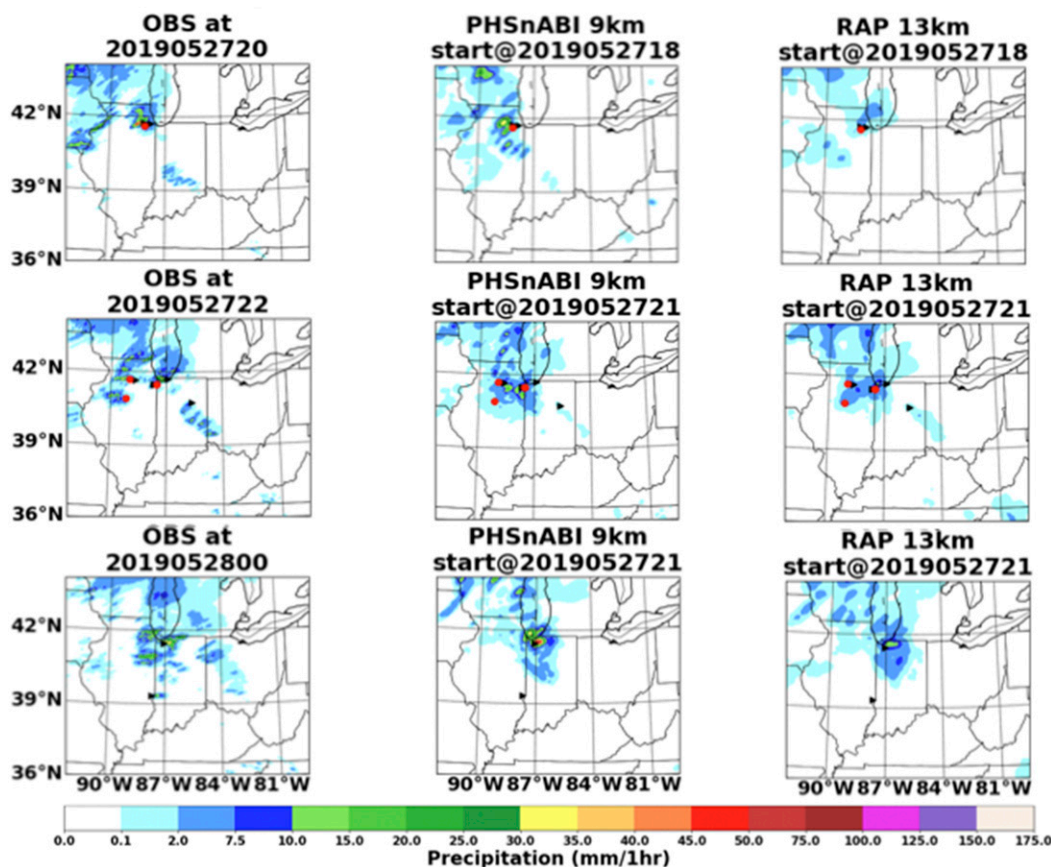 OBS at
2019052720
PHSnABI 9km
start@2019052718
RAP 13km
start@2019052718
42°N
39°N
36°N
OBS at
2019052722
PHSnABI 9km
start@2019052721
RAP 13km
start@2019052721
42°N
39°N
36°N
OBS at
2019052800
PHSnABI 9km
start@2019052721
RAP 13km
start@2019052721
42°N
39°N
36°N
90°W 87°W 84°W 81°W
90°W 87°W 84°W 81°W
0.0 0.1 2.0 7.5 10.0 15.0 20.0 25.0 30.0 35.0 40.0 45.0 50.0 75.0 100.0 125.0 150.0 175.0
Precipitation (mm/1hr)